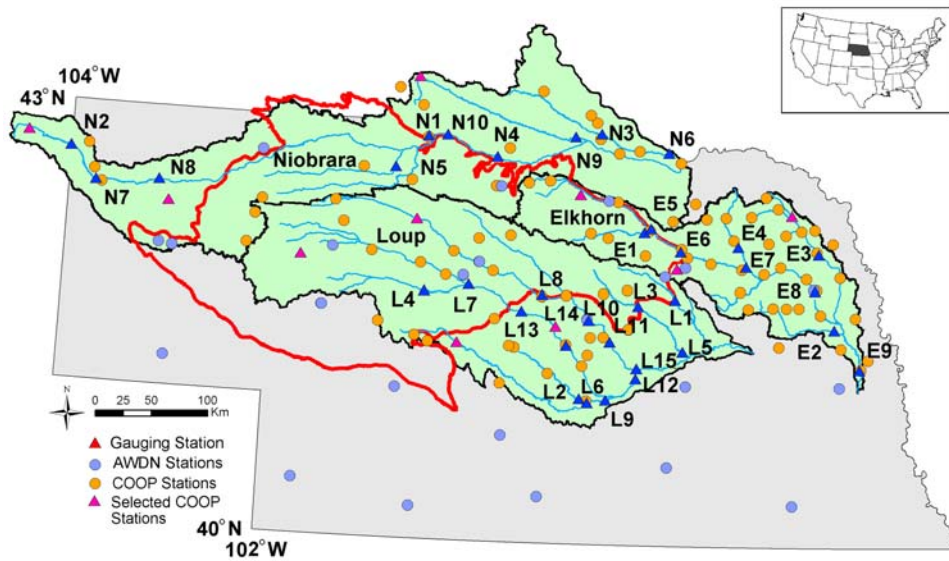 104°W
43°N
N2
N1
N10
N4
N3
N6
N7
N8
Niobrara
N5
N9
Elkhorn
E5
E4
E1
E6
E7
E3
Loup
E8
L8
L3
L4
L7
L14
L10
L1
L13
L11
L5
L15
E2
E9
L2
L6
L12
L9
N
0 25 50 100
Km
Gauging Station
AWDN Stations
COOP Stations
Selected COOP
Stations
40°N
102°W